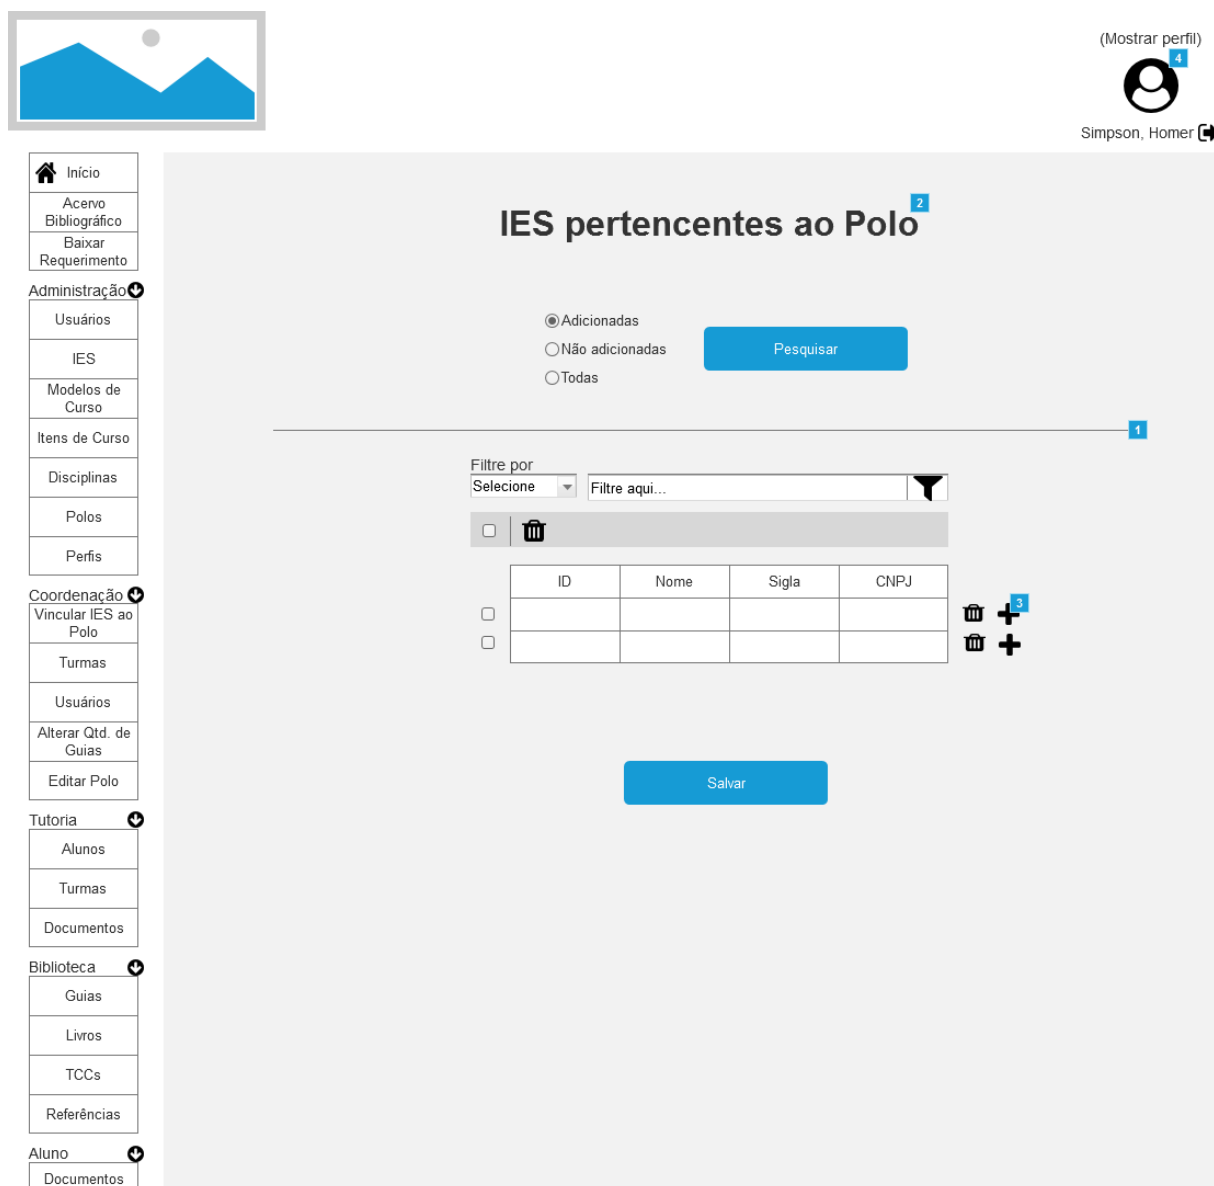 (Mostrar perfil)
4
Simpson, Homer
Início
Acervo
Bibliográfico
Baixar
Requerimento
Administração
Usuários
IES
Modelos de
Curso
Itens de Curso
Disciplinas
Polos
Perfis
Coordenação
Vincular IES ao
Polo
Turmas
Usuários
Alterar Qtd. de
Guias
Editar Polo
Tutoria
Alunos
Turmas
Documentos
Biblioteca
Guias
Livros
TCCs
Referências
Aluno
Documentos
IES pertencentes ao Polo
2
Adicionadas
Não adicionadas
Todas
Pesquisar
1
Filtre por
Selecione
Filtre aqui...
ID Nome Sigla CNPJ
3
Salvar